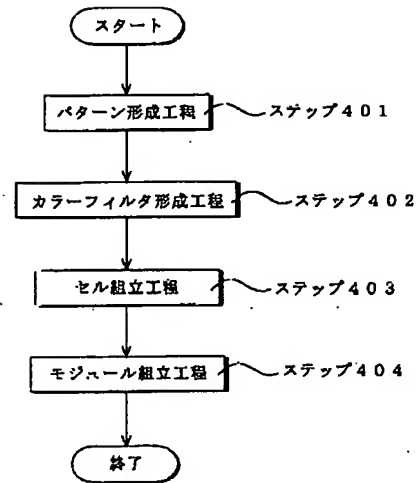 スタート
パターン形成工程 ステップ401
カラーフィルタ形成工程 ステップ402
セル組立工程 ステップ403
モジュール組立工程 ステップ404
終了